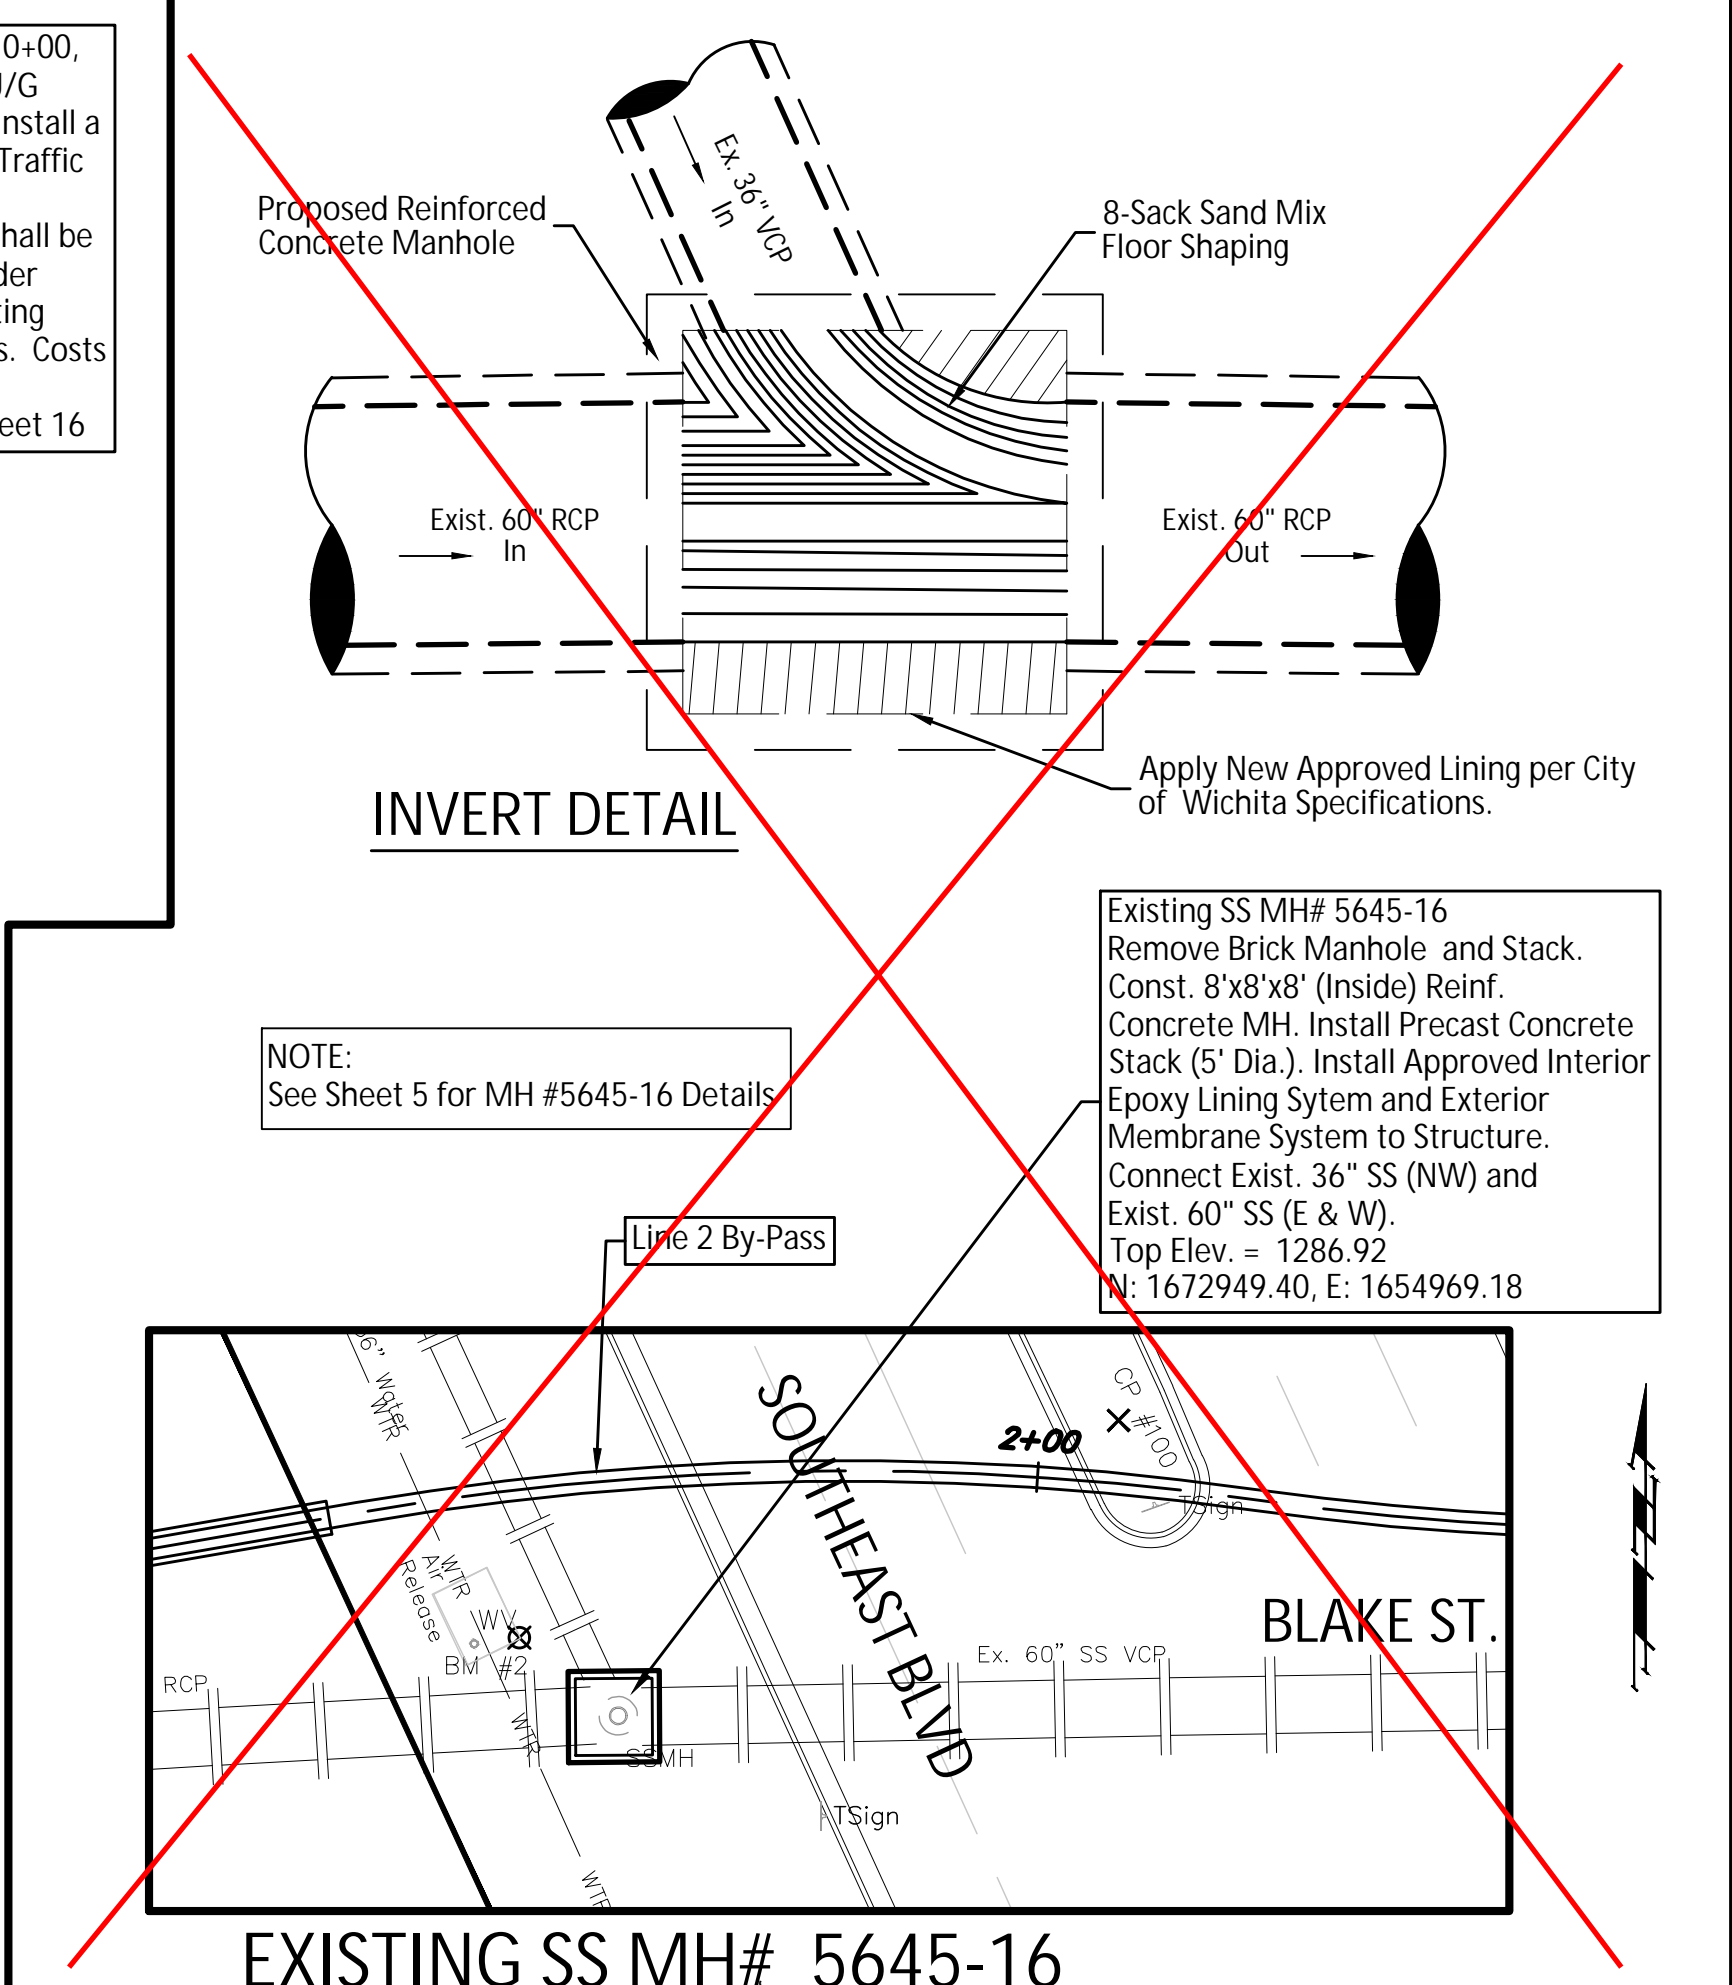 0+00,
J/G
nstall a
Traffic
hall be
der
ting
s. Costs
eet 16
Ex. 36" VCP
In
Proposed Reinforced
Concrete Manhole
8-Sack Sand Mix
Floor Shaping
Exist. 60" RCP
In
Exist. 60" RCP
Out
Apply New Approved Lining per City
of Wichita Specifications.
INVERT DETAIL
Existing SS MH# 5645-16
Remove Brick Manhole and Stack.
Const. 8'x8'x8' (Inside) Reinf.
Concrete MH. Install Precast Concrete
Stack (5' Dia.). Install Approved Interior
Epoxy Lining Sytem and Exterior
Membrane System to Structure.
Connect Exist. 36" SS (NW) and
Exist. 60" SS (E & W).
Top Elev. = 1286.92
N: 1672949.40, E: 1654969.18
NOTE:
See Sheet 5 for MH #5645-16 Details
Line 2 By-Pass
Water
WTR
SOUTHEAST BLVD
2+00
CP #100
TSign
WTR
Air
Release
WV
BM #2
BLAKE ST.
Ex. 60" SS VCP
RCP
WTR
SSMH
TSign
WTR
EXISTING SS MH# 5645-16